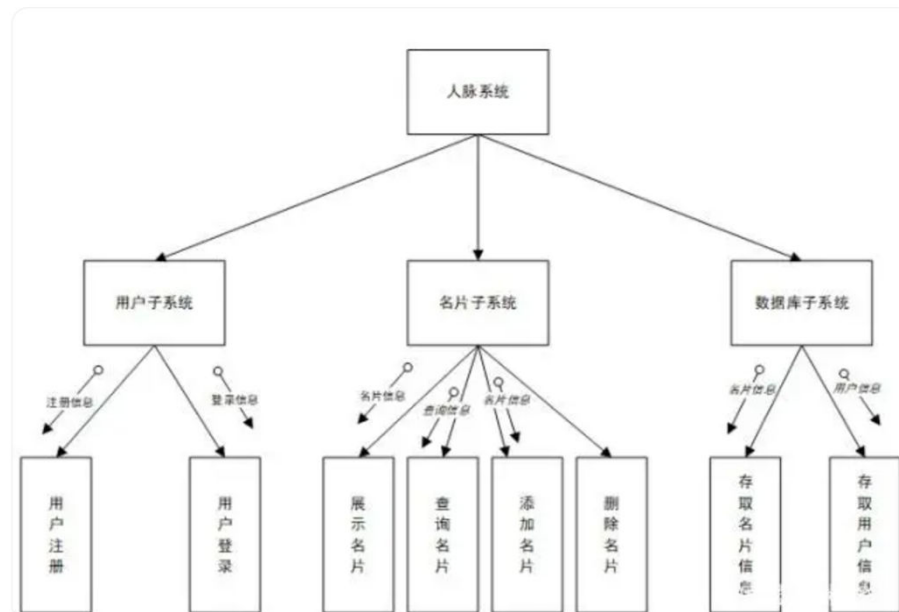 人脉系统
用户子系统
名片子系统
数据库子系统
注册信息
登录信息
名片信息
查询信息
名片信息
名片信息
用户信息
用户注册
用户登录
展示名片
查询名片
添加名片
删除名片
存取名片信息
存取用户信息